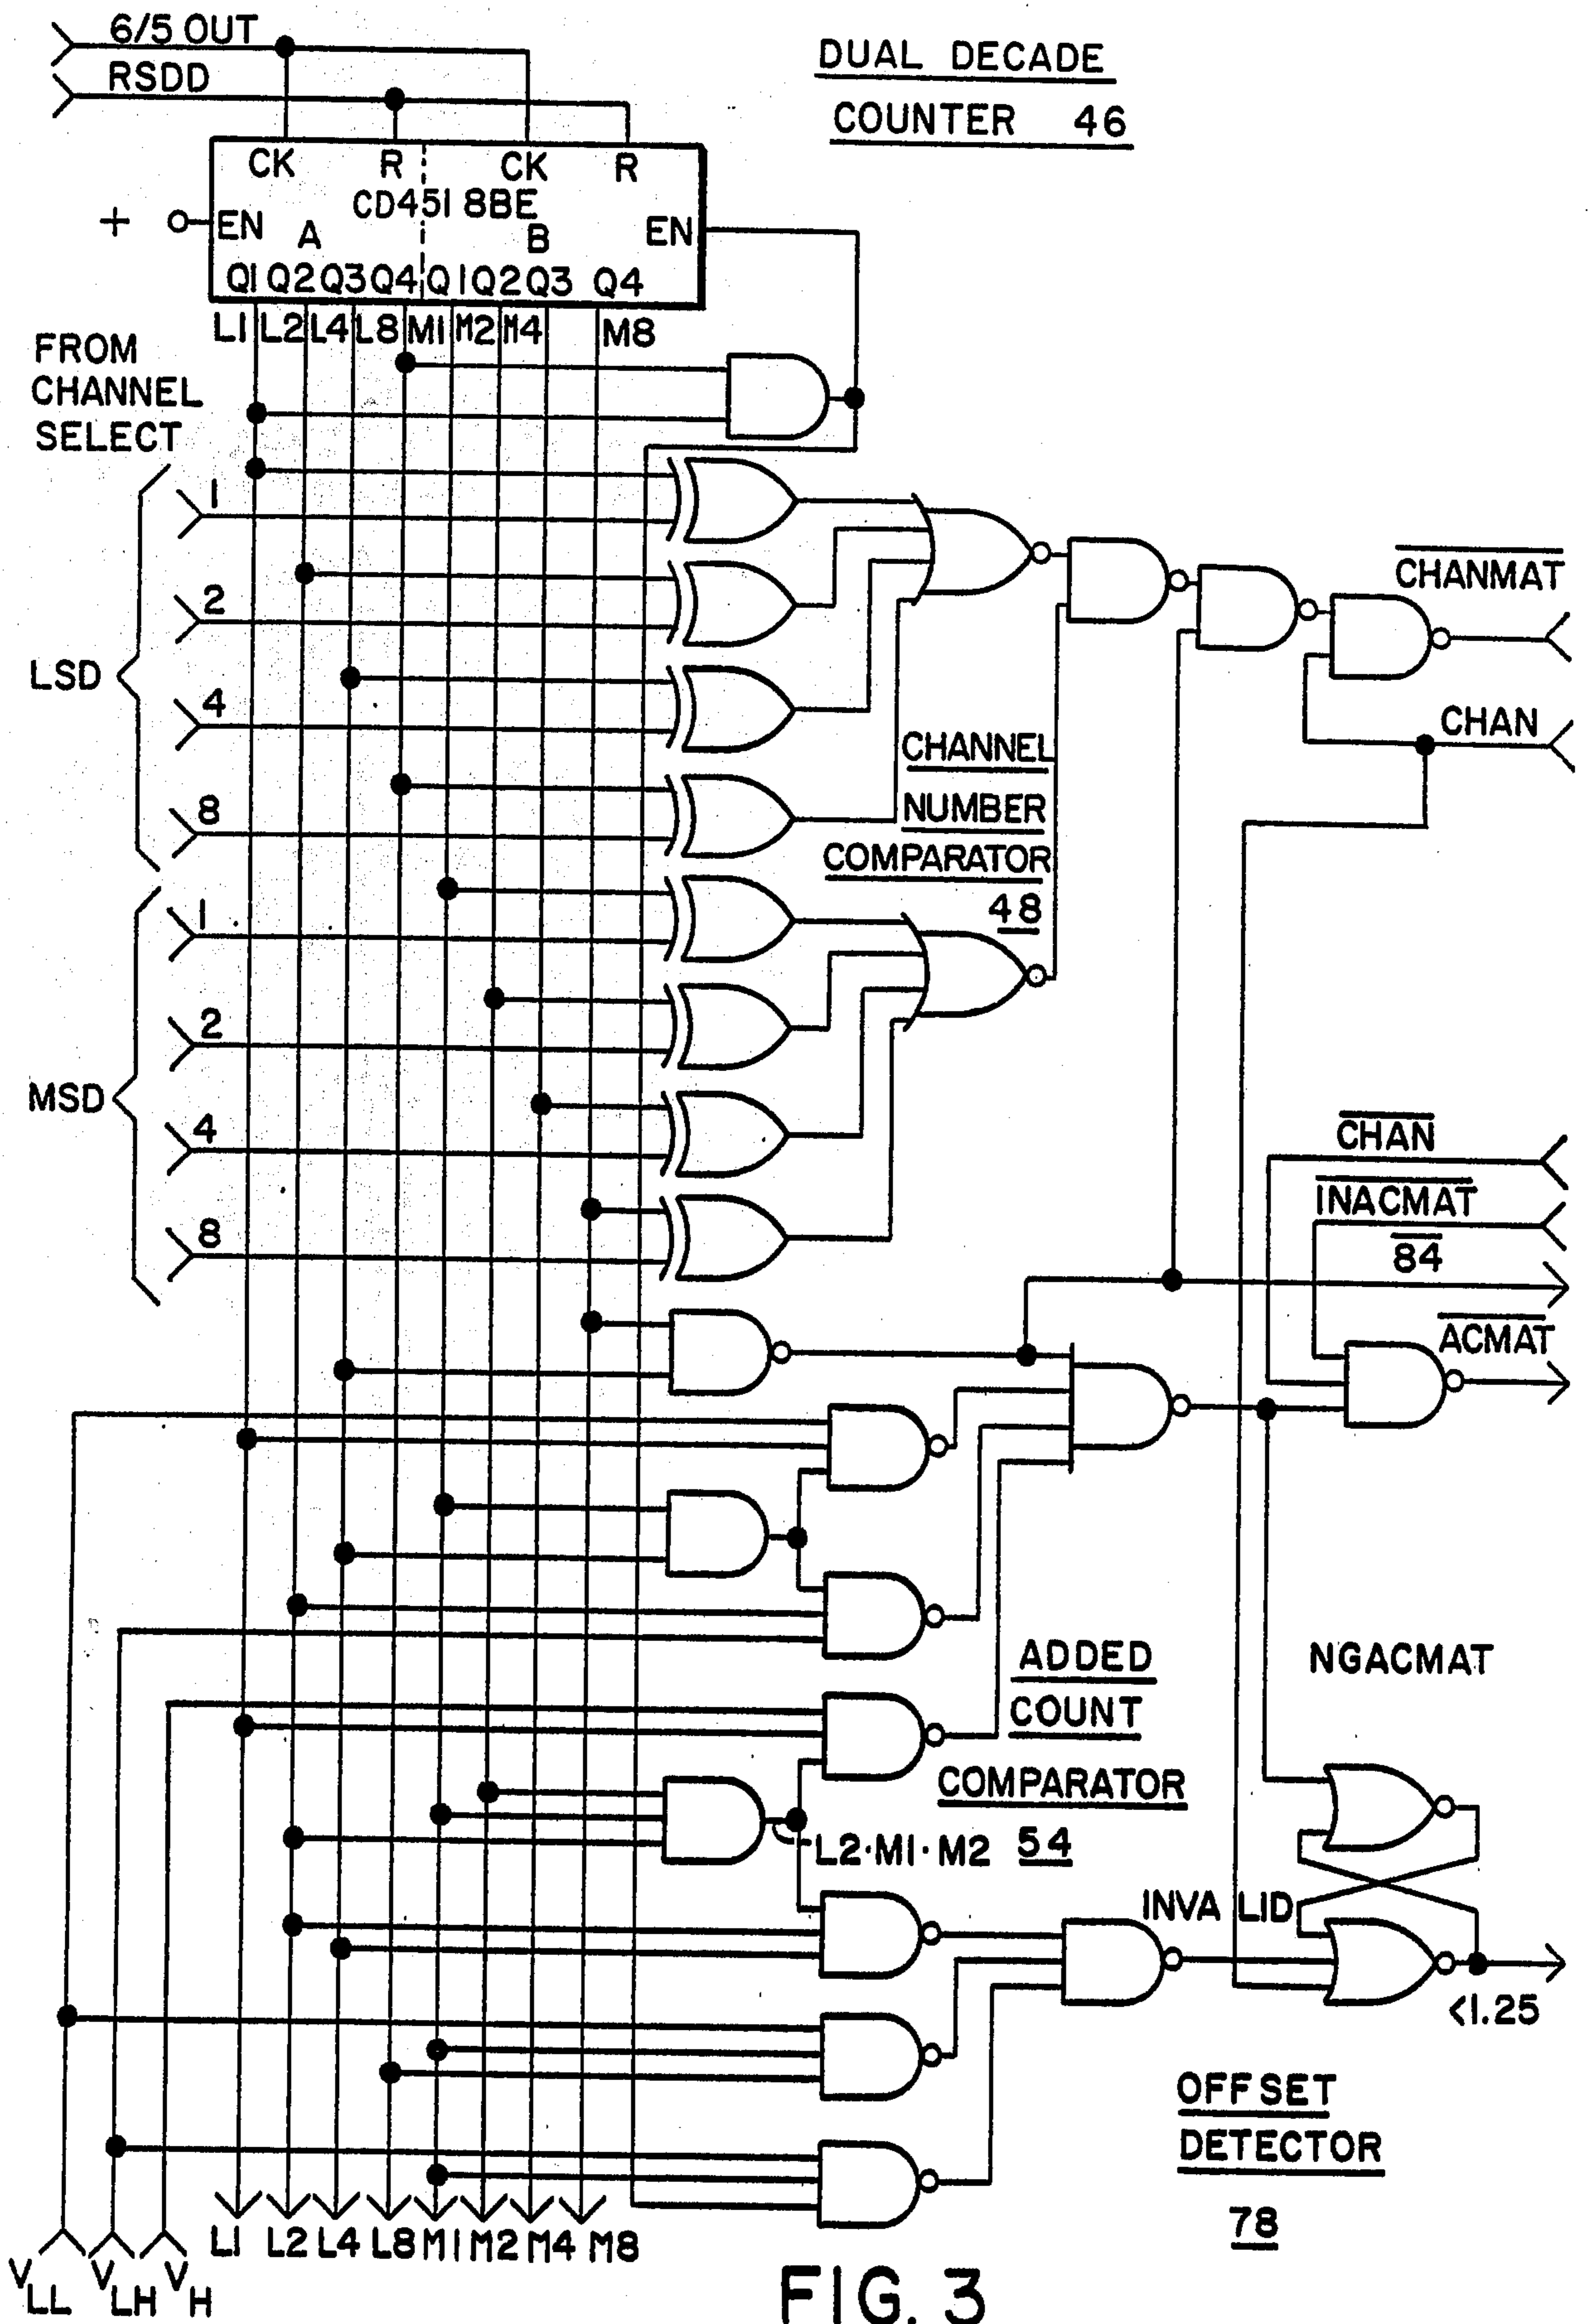 6/5 OUT
RSDD
DUAL DECADE
COUNTER 46
CK R CK R
CD4518BE
+ EN A B EN
Q1 Q2 Q3 Q4 Q1 Q2 Q3 Q4
L1 L2 L4 L8 M1 M2 M4 M8
FROM
CHANNEL
SELECT
LSD
1
2
4
8
CHANMAT
CHAN
CHANNEL
NUMBER
COMPARATOR
48
MSD
1
2
4
8
CHAN
INACMAT
84
ACMAT
ADDED
COUNT
COMPARATOR
54
L2·M1·M2
NGACMAT
INVALID
<1.25
OFFSET
DETECTOR
78
L1 L2 L4 L8 M1 M2 M4 M8
VLL VLH VH
FIG. 3